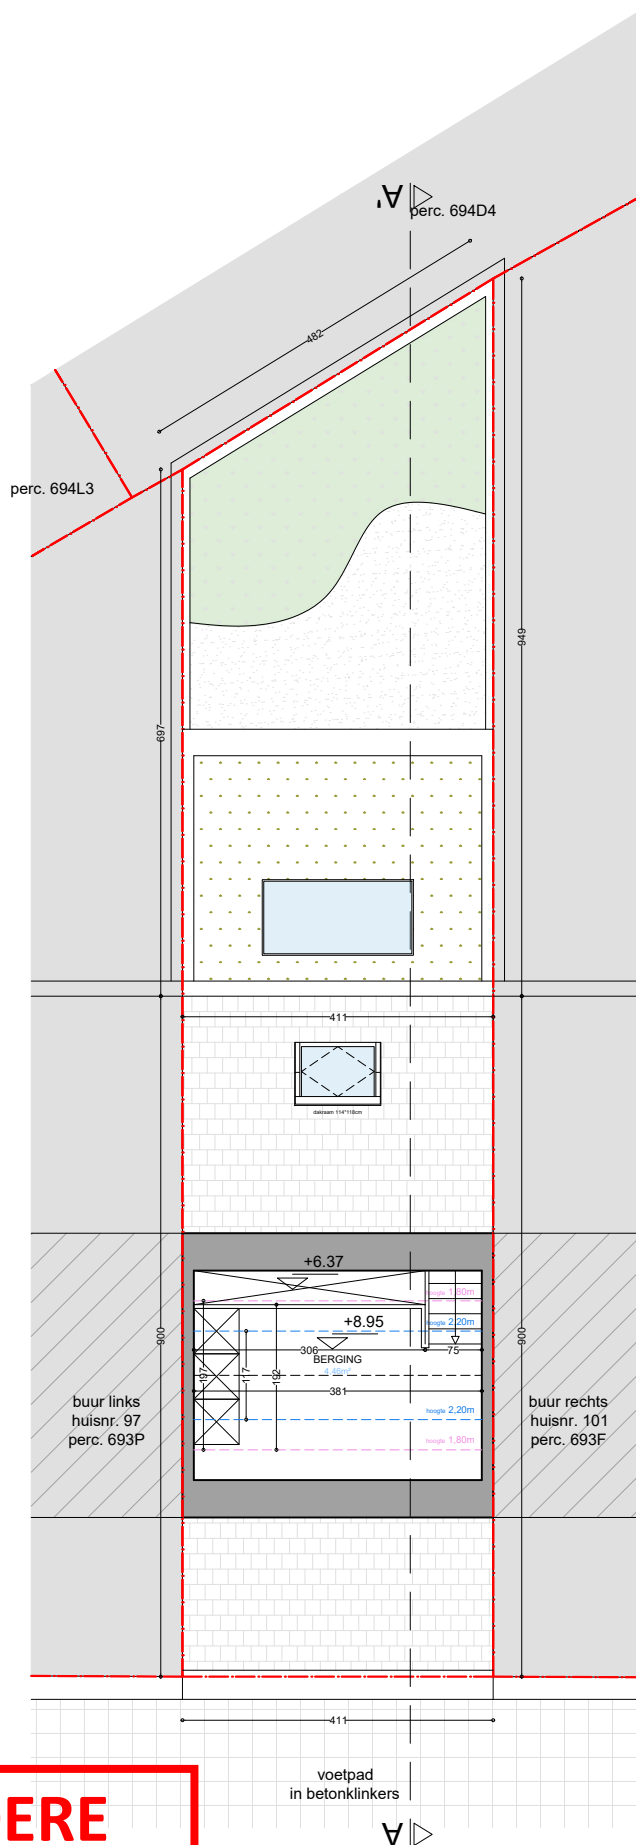 A'
perc. 694D4
482
perc. 694L3
949
697
411
dakraam 114*118cm
+6.37
hoogte 1,80m
+8.95
hoogte 2,20m
306
75
BERGING
4.46m²
900
197
117
192
900
381
buur links
huisnr. 97
perc. 693P
hoogte 2,20m
hoogte 1,80m
buur rechts
huisnr. 101
perc. 693F
411
voetpad
in betonklinkers
DERE
A